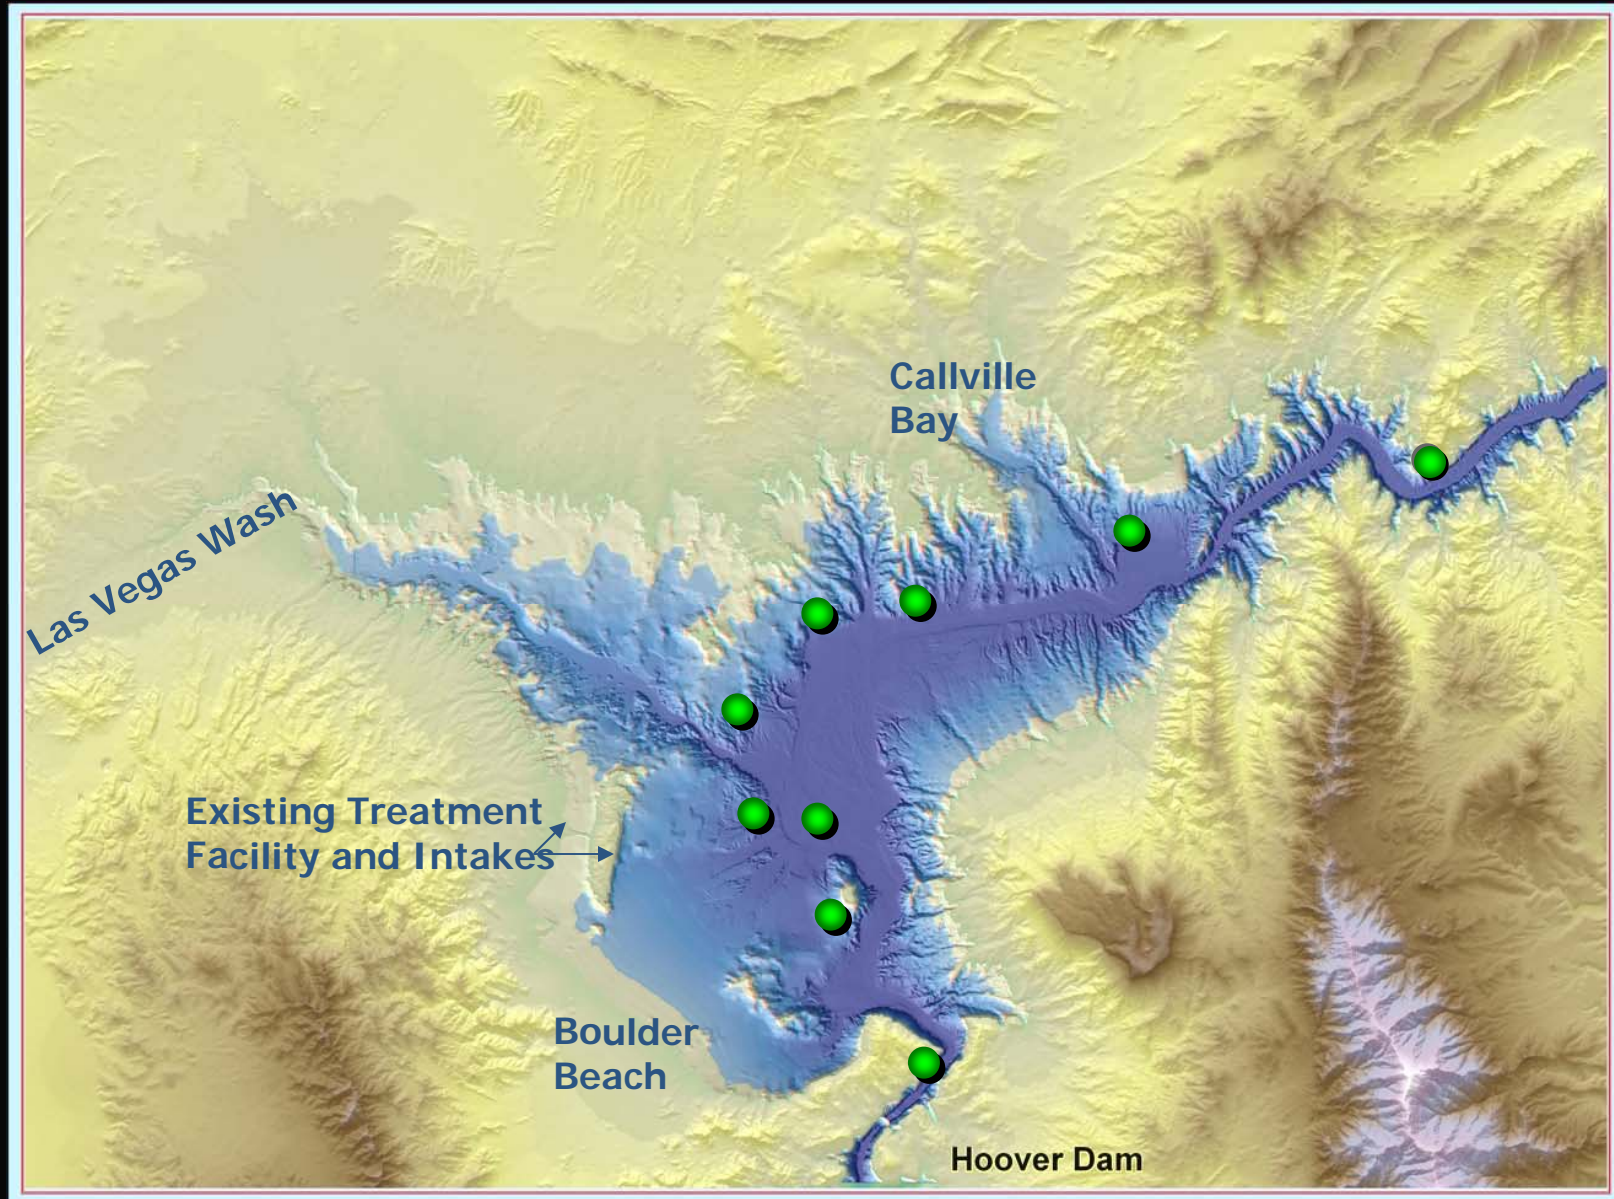 Callville
Bay
Las Vegas Wash
Existing Treatment
Facility and Intakes
Boulder
Beach
Hoover Dam